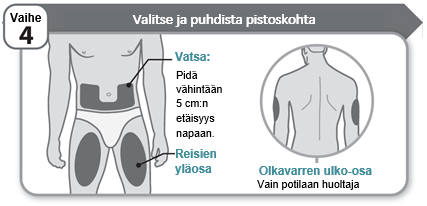 Vaihe
4
Valitse ja puhdista pistoskohta
Vatsa:
Pidä
vähintään
5 cm:n
etäisyys
napaan.
Reisien
yläosa
Olkavarren ulko-osa
Vain potilaan huoltaja